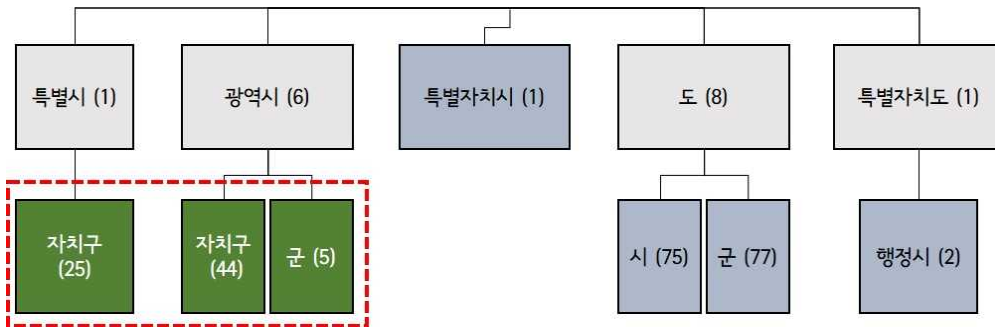 특별시 (1)
광역시 (6)
특별자치시 (1)
도 (8)
특별자치도 (1)
자치구
(25)
자치구
(44)
군 (5)
시 (75)
군 (77)
행정시 (2)